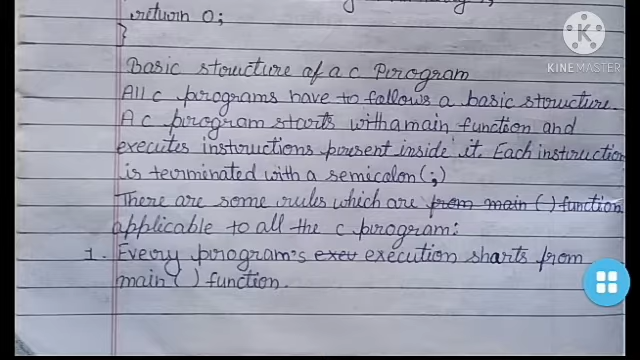 return 0;
}
KINEMASTER
Basic structure of a c Program
All c programs have to follows a basic structure.
A c program starts with a main function and
executes instructions present inside it. Each instruction
is terminated with a semicolon (;)
There are some rules which are from main ( ) function
applicable to all the c program:
1. Every program's exeu execution sharts from
main ( ) function.